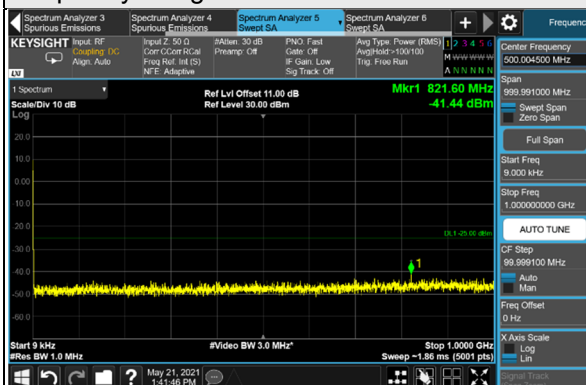 Spectrum Analyzer 3
Spurious Emissions
Spectrum Analyzer 4
Spurious Emissions
Spectrum Analyzer 5
Swept SA
Spectrum Analyzer 6
Swept SA
+
Frequency
KEYSIGHT
Input: RF
Coupling: DC
Align: Auto
Input Z: 50 Ω
Corr CCorr RCal
Freq Ref: Int (S)
NFE: Adaptive
#Atten: 30 dB
Preamp: Off
PNO: Fast
Gate: Off
IF Gain: Low
Sig Track: Off
Avg Type: Power (RMS)
Avg|Hold:>100/100
Trig: Free Run
1 2 3 4 5 6
M W W W W W
A N N N N N
LXI
1 Spectrum
Scale/Div 10 dB
Log
Ref Lvl Offset 11.00 dB
Ref Level 30.00 dBm
Mkr1 821.60 MHz
-41.44 dBm
20.0
10.0
0.00
-10.0
-20.0
DL1 -25.00 dBm
-30.0
1
-40.0
-50.0
-60.0
Start 9 kHz
#Res BW 1.0 MHz
#Video BW 3.0 MHz*
Stop 1.0000 GHz
Sweep ~1.86 ms (5001 pts)
Center Frequency
500.004500 MHz
Span
999.991000 MHz
Swept Span
Zero Span
Full Span
Start Freq
9.000 kHz
Stop Freq
1.000000000 GHz
AUTO TUNE
CF Step
99.999100 MHz
Auto
Man
Freq Offset
0 Hz
X Axis Scale
Log
Lin
Signal Track
?
May 21, 2021
1:41:46 PM